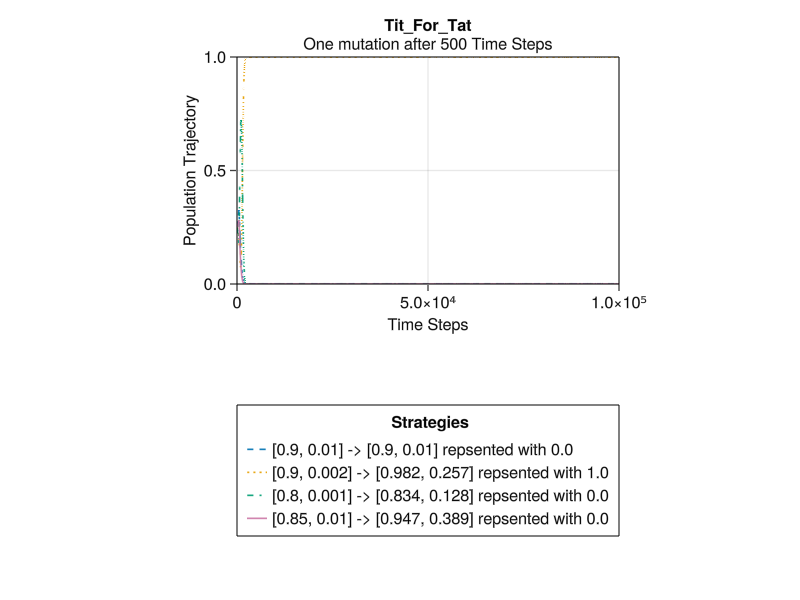 Tit_For_Tat
One mutation after 500 Time Steps
Population Trajectory
1.0
0.5
0.0
0
5.0×10⁴
1.0×10⁵
Time Steps
Strategies
[0.9, 0.01] -> [0.9, 0.01] repsented with 0.0
[0.9, 0.002] -> [0.982, 0.257] repsented with 1.0
[0.8, 0.001] -> [0.834, 0.128] repsented with 0.0
[0.85, 0.01] -> [0.947, 0.389] repsented with 0.0